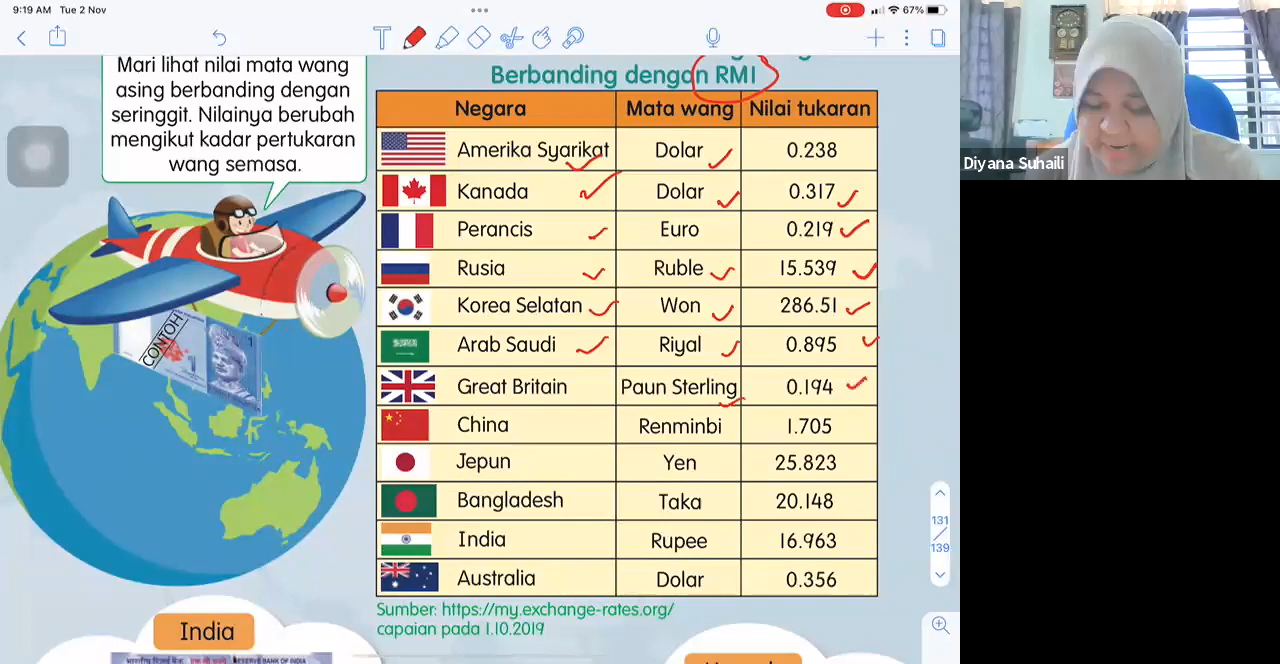 9:19 AM Tue 2 Nov
67%
Mari lihat nilai mata wang
asing berbanding dengan
seringgit. Nilainya berubah
mengikut kadar pertukaran
wang semasa.
Berbanding dengan RM1
Negara Mata wang Nilai tukaran
Amerika Syarikat Dolar 0.238
Kanada Dolar 0.317
Perancis Euro 0.219
Rusia Ruble 15.539
Korea Selatan Won 286.51
Arab Saudi Riyal 0.895
Great Britain Paun Sterling 0.194
China Renminbi 1.705
Jepun Yen 25.823
Bangladesh Taka 20.148
India Rupee 16.963
Australia Dolar 0.356
Sumber: https://my.exchange-rates.org/
capaian pada 1.10.2019
CONTOH
1
India
RESERVE BANK OF INDIA
131
139
Diyana Suhaili